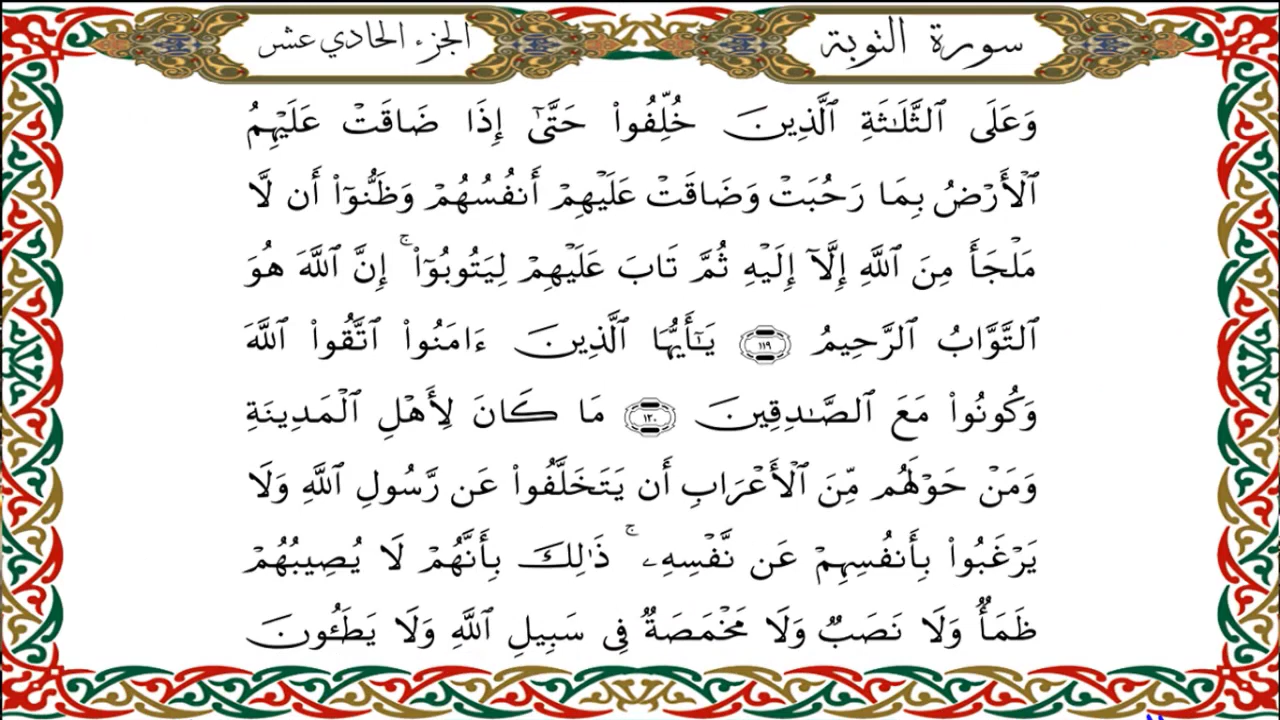 سورة التوبة
الجزء الحادي عشر
وَعَلَى ٱلثَّلَـٰثَةِ ٱلَّذِينَ خُلِّفُوا۟ حَتَّىٰٓ إِذَا ضَاقَتْ عَلَيْهِمُ
ٱلْأَرْضُ بِمَا رَحُبَتْ وَضَاقَتْ عَلَيْهِمْ أَنفُسُهُمْ وَظَنُّوٓا۟ أَن لَّا
مَلْجَأَ مِنَ ٱللَّهِ إِلَّآ إِلَيْهِ ثُمَّ تَابَ عَلَيْهِمْ لِيَتُوبُوٓا۟ ۚ إِنَّ ٱللَّهَ هُوَ
ٱلتَّوَّابُ ٱلرَّحِيمُ ١١٩ يَـٰٓأَيُّهَا ٱلَّذِينَ ءَامَنُوا۟ ٱتَّقُوا۟ ٱللَّهَ
وَكُونُوا۟ مَعَ ٱلصَّـٰدِقِينَ ١٢٠ مَا كَانَ لِأَهْلِ ٱلْمَدِينَةِ
وَمَنْ حَوْلَهُم مِّنَ ٱلْأَعْرَابِ أَن يَتَخَلَّفُوا۟ عَن رَّسُولِ ٱللَّهِ وَلَا
يَرْغَبُوا۟ بِأَنفُسِهِمْ عَن نَّفْسِهِۦ ۚ ذَٰلِكَ بِأَنَّهُمْ لَا يُصِيبُهُمْ
ظَمَأٌ وَلَا نَصَبٌ وَلَا مَخْمَصَةٌ فِى سَبِيلِ ٱللَّهِ وَلَا يَطَـُٔونَ